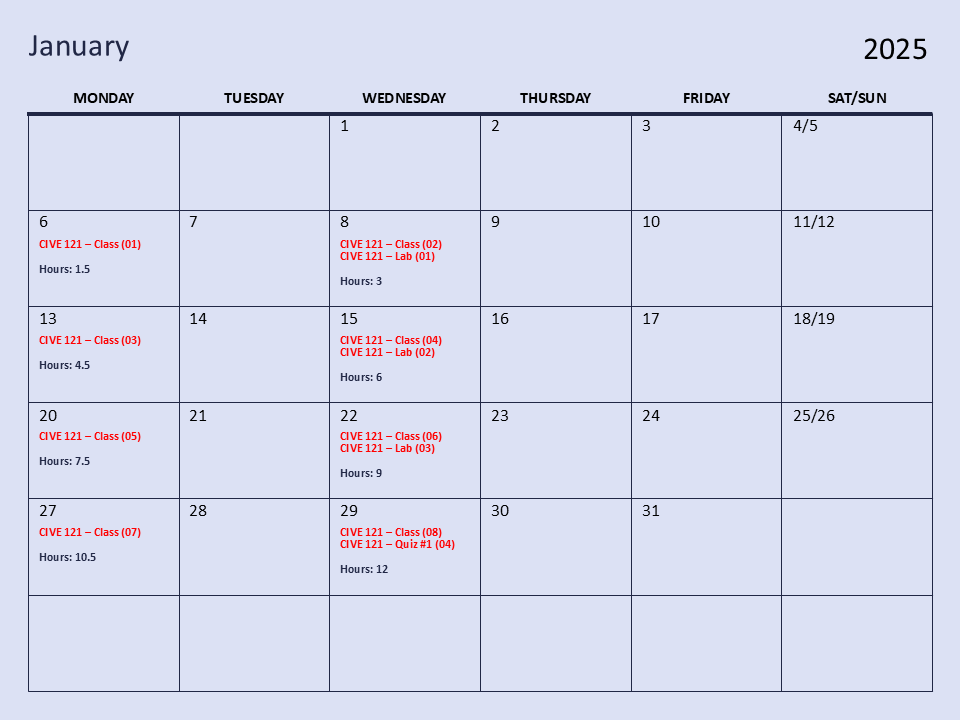 January
2025
MONDAY TUESDAY WEDNESDAY THURSDAY FRIDAY SAT/SUN
1 2 3 4/5
6 7 8 9 10 11/12
CIVE 121 – Class (01) CIVE 121 – Class (02)
CIVE 121 – Lab (01)
Hours: 1.5
Hours: 3
13 14 15 16 17 18/19
CIVE 121 – Class (03) CIVE 121 – Class (04)
CIVE 121 – Lab (02)
Hours: 4.5
Hours: 6
20 21 22 23 24 25/26
CIVE 121 – Class (05) CIVE 121 – Class (06)
CIVE 121 – Lab (03)
Hours: 7.5
Hours: 9
27 28 29 30 31
CIVE 121 – Class (07) CIVE 121 – Class (08)
CIVE 121 – Quiz #1 (04)
Hours: 10.5
Hours: 12